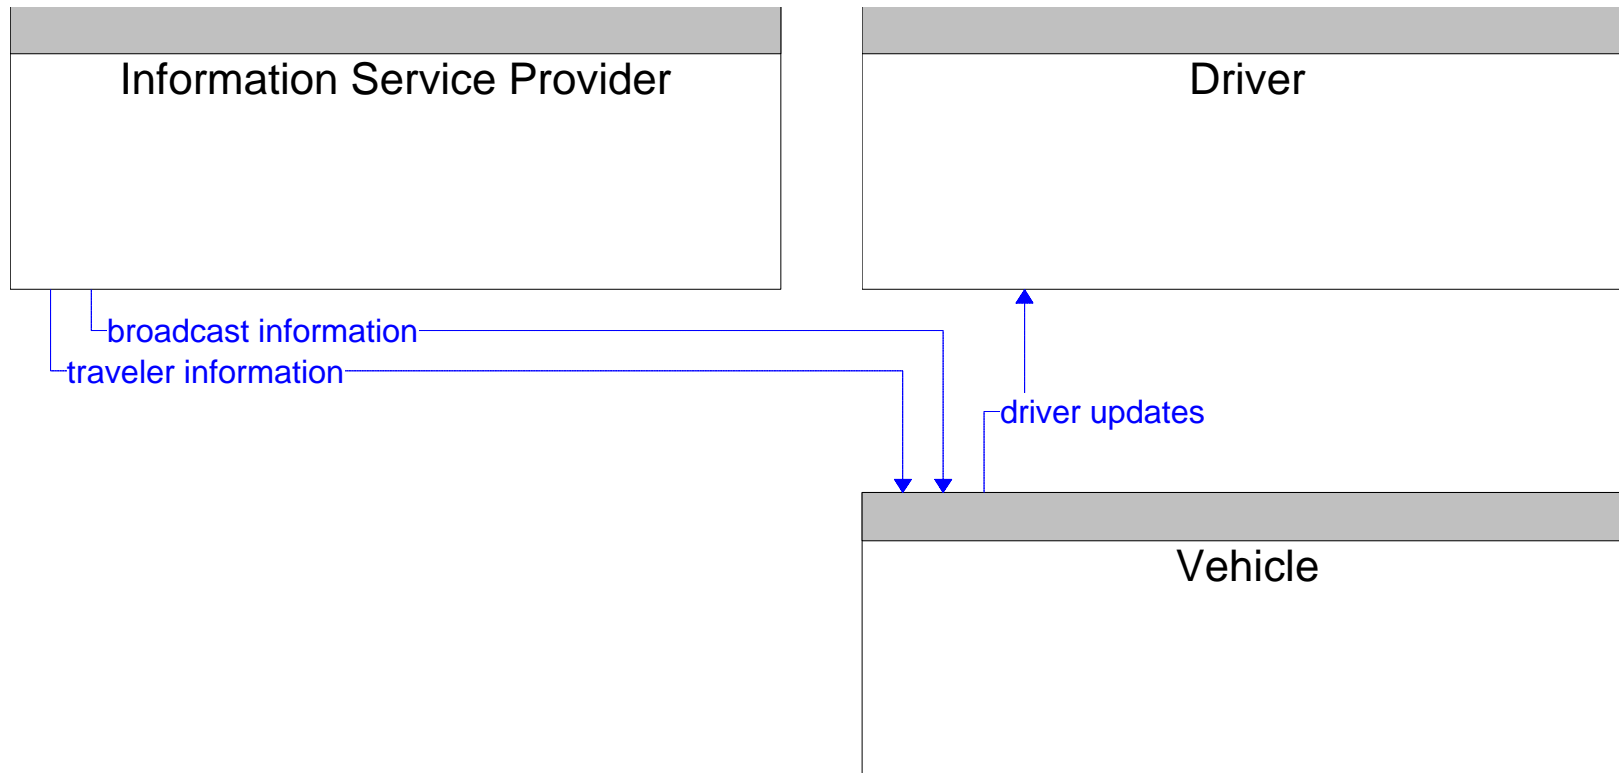 Information Service Provider
Driver
broadcast information
traveler information
driver updates
Vehicle